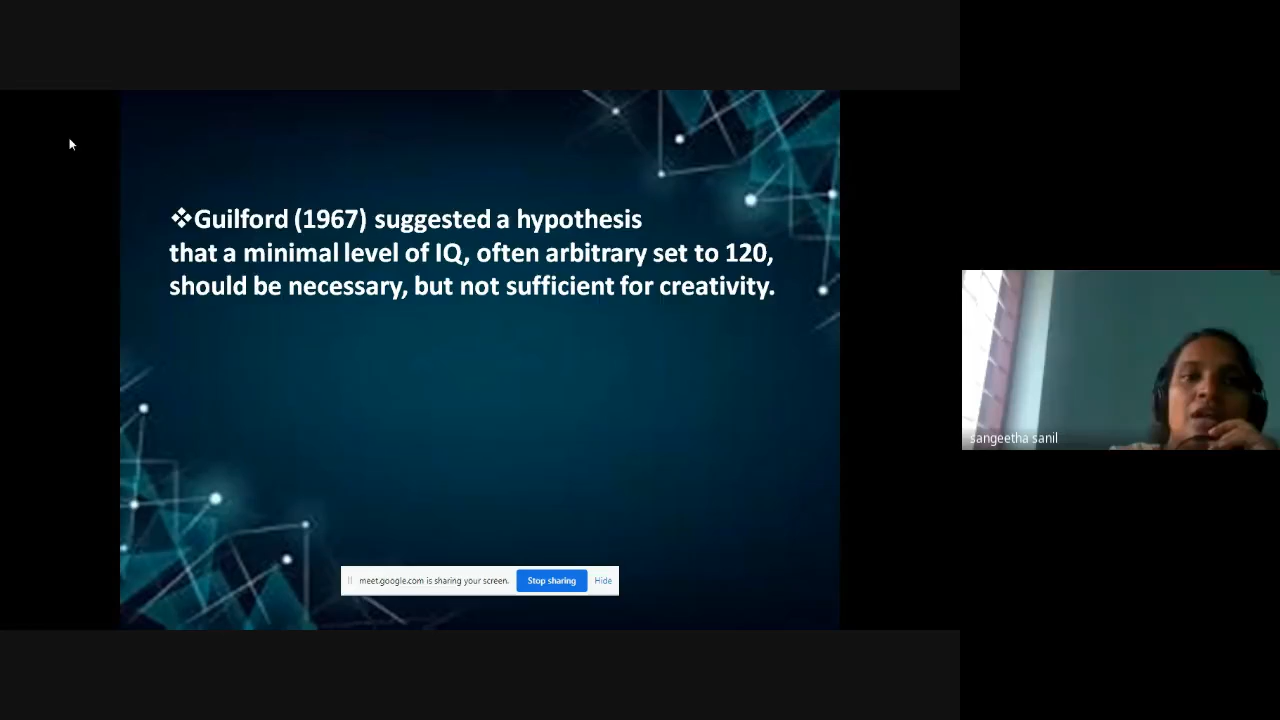 ❖Guilford (1967) suggested a hypothesis
that a minimal level of IQ, often arbitrary set to 120,
should be necessary, but not sufficient for creativity.
sangeetha sanil
meet.google.com is sharing your screen.
Stop sharing
Hide